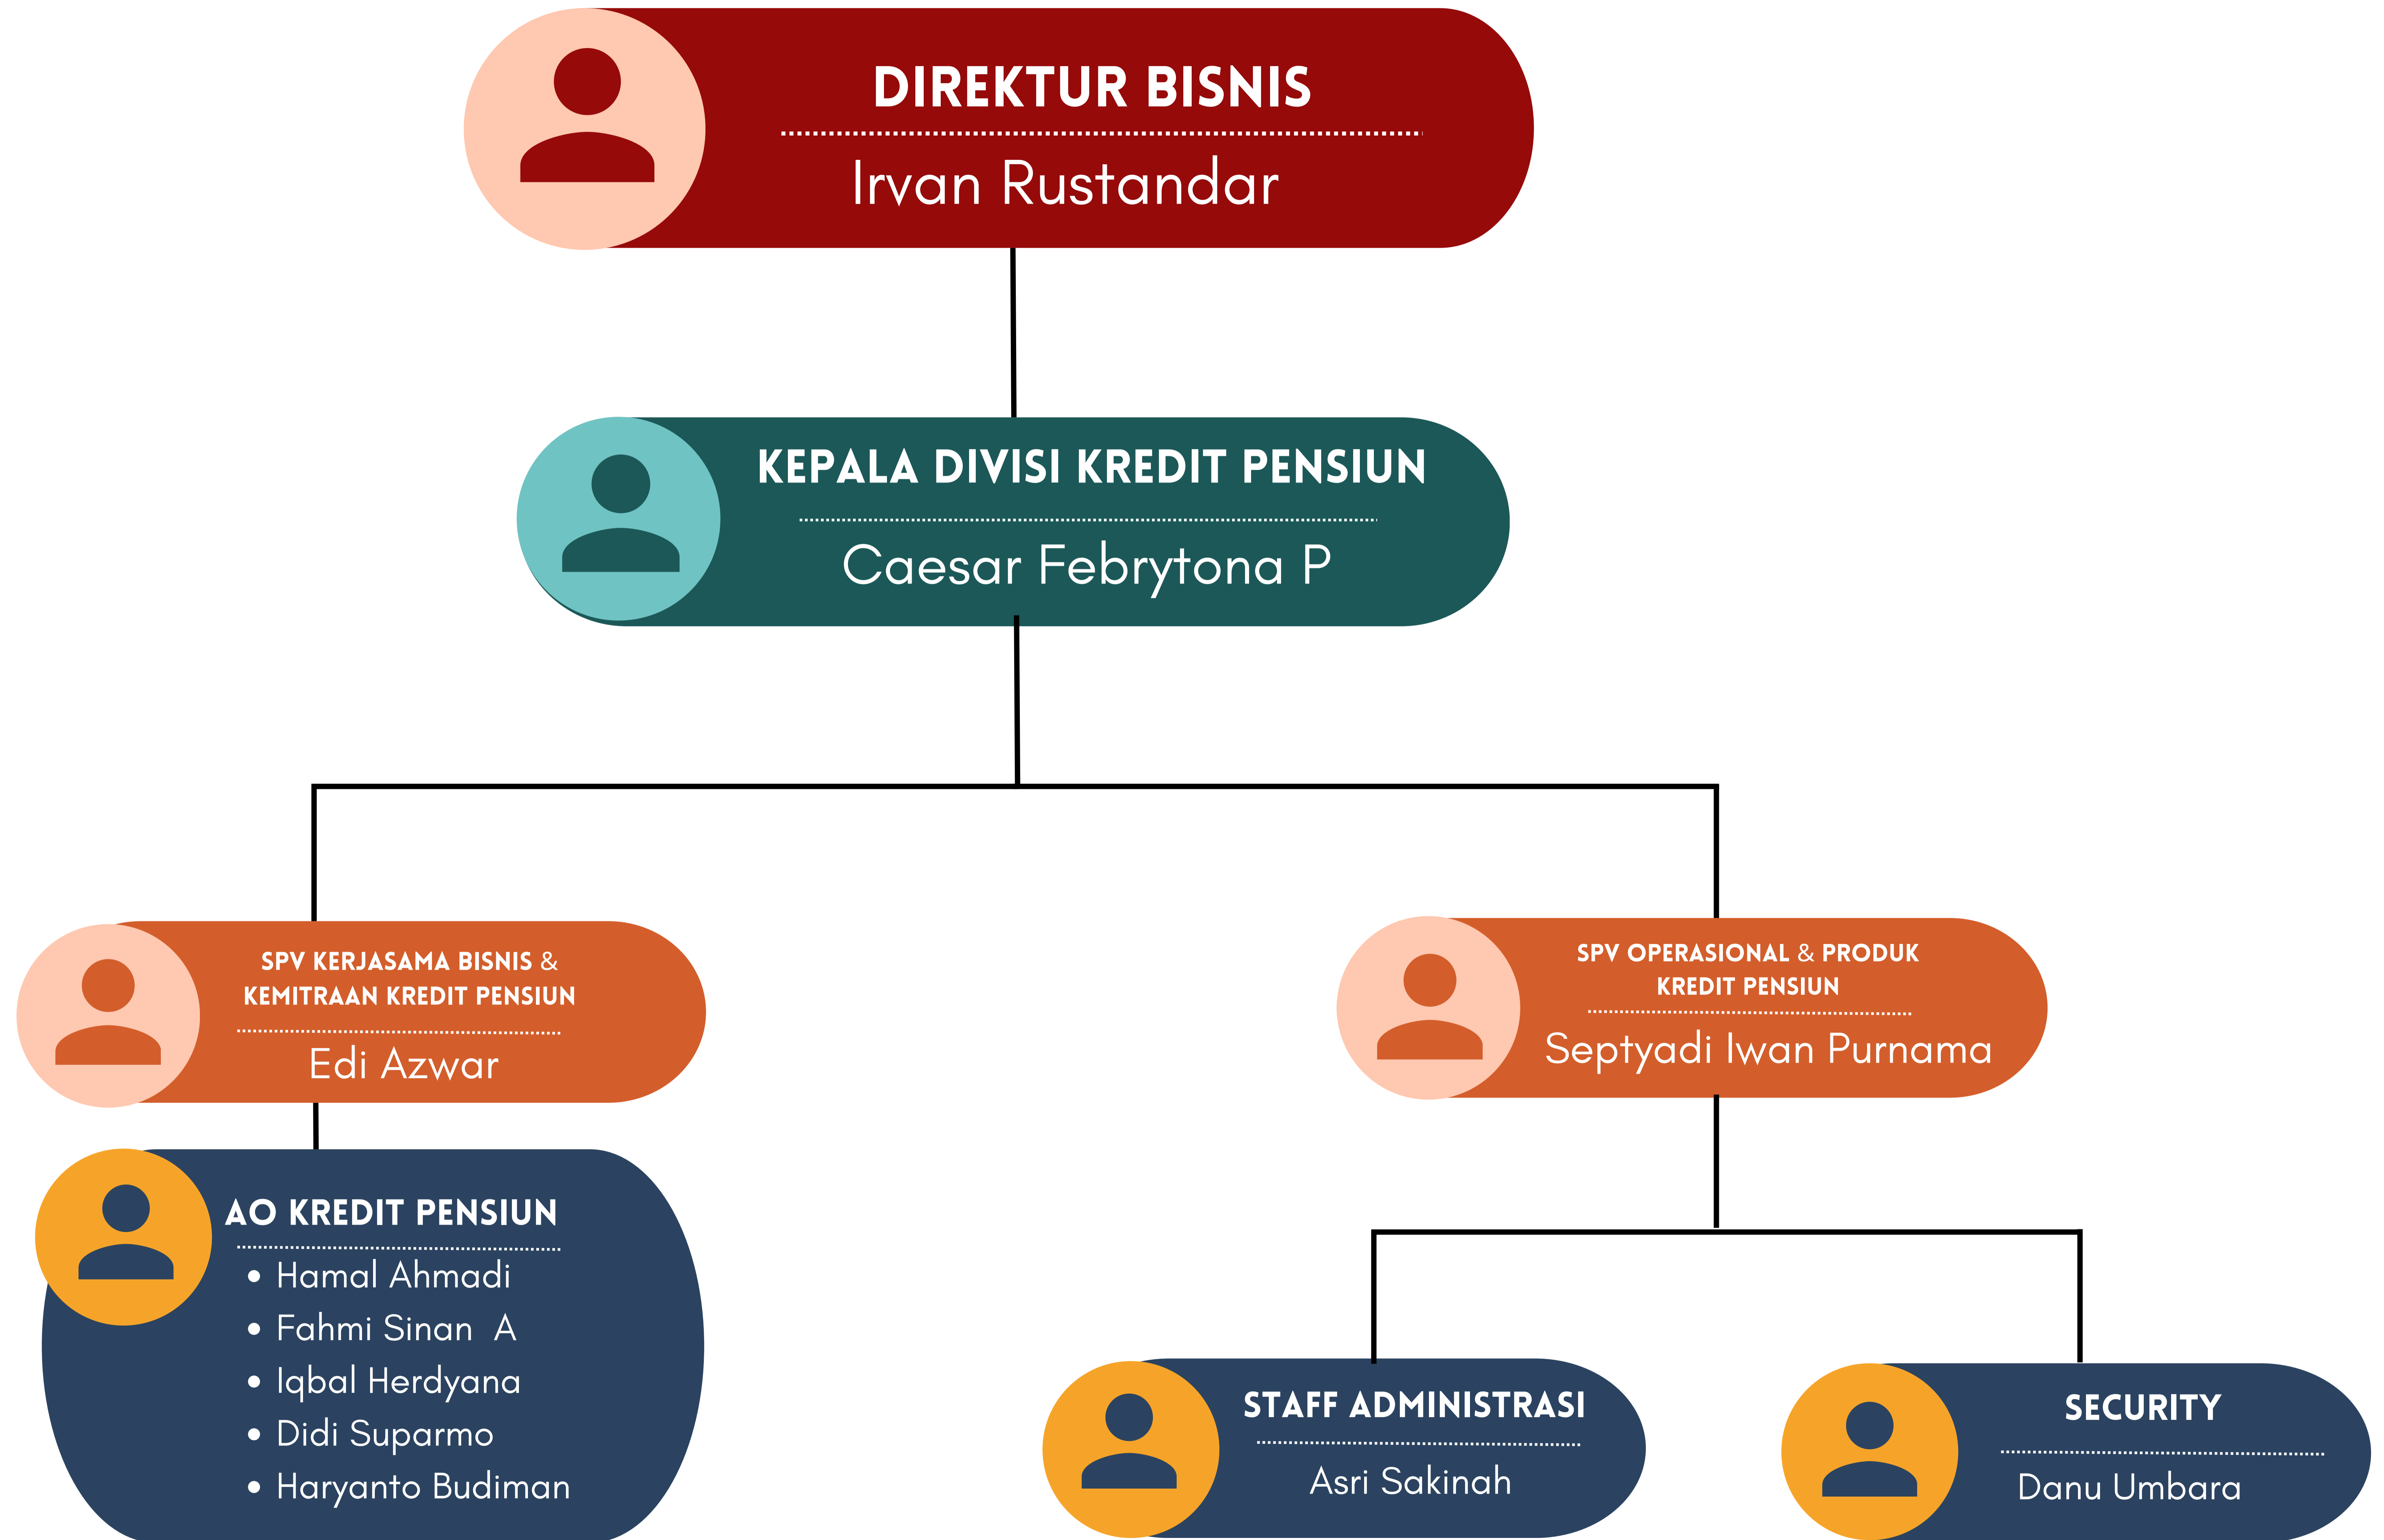 DIREKTUR BISNIS
Irvan Rustandar
KEPALA DIVISI KREDIT PENSIUN
Caesar Febrytona P
SPV KERJASAMA BISNIS &
KEMITRAAN KREDIT PENSIUN
Edi Azwar
AO KREDIT PENSIUN
• Hamal Ahmadi
• Fahmi Sinan A
• Iqbal Herdyana
• Didi Suparmo
• Haryanto Budiman
SPV OPERASIONAL & PRODUK
KREDIT PENSIUN
Septyadi Iwan Purnama
STAFF ADMINISTRASI
Asri Sakinah
SECURITY
Danu Umbara